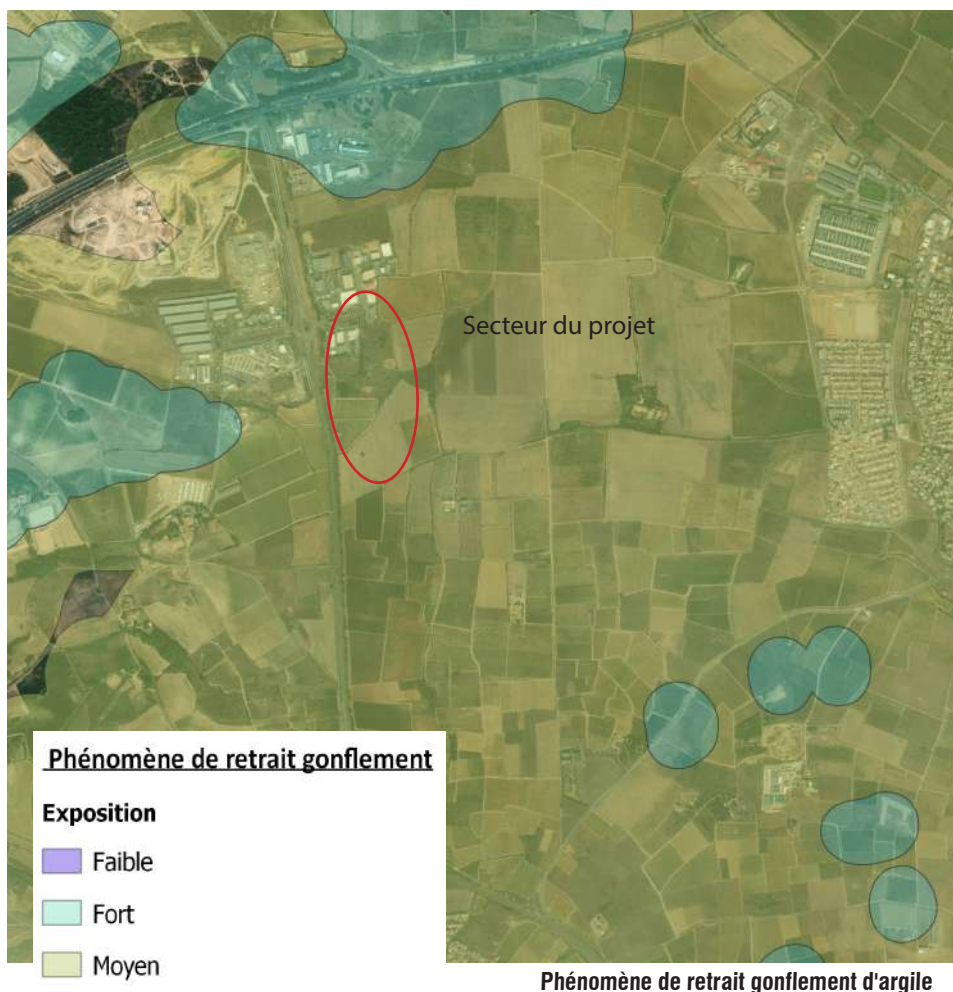 Secteur du projet
Phénomène de retrait gonflement
Exposition
Faible
Fort
Moyen
Phénomène de retrait gonflement d'argile